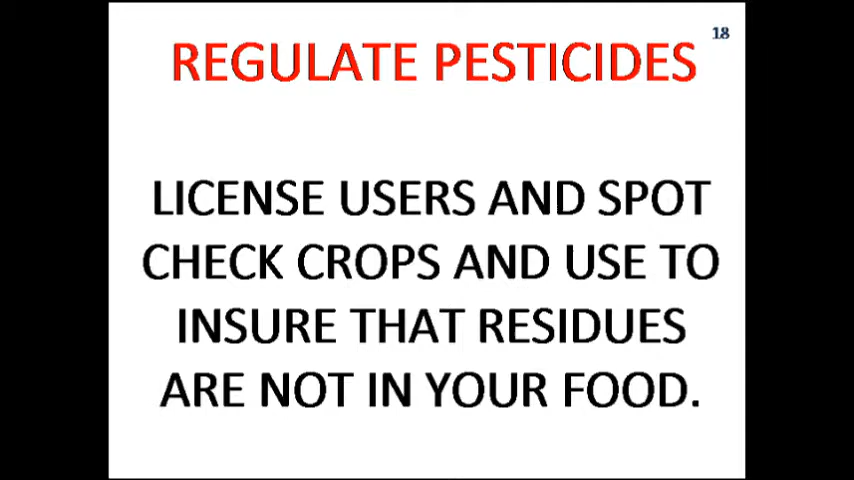 18
REGULATE PESTICIDES
LICENSE USERS AND SPOT
CHECK CROPS AND USE TO
INSURE THAT RESIDUES
ARE NOT IN YOUR FOOD.